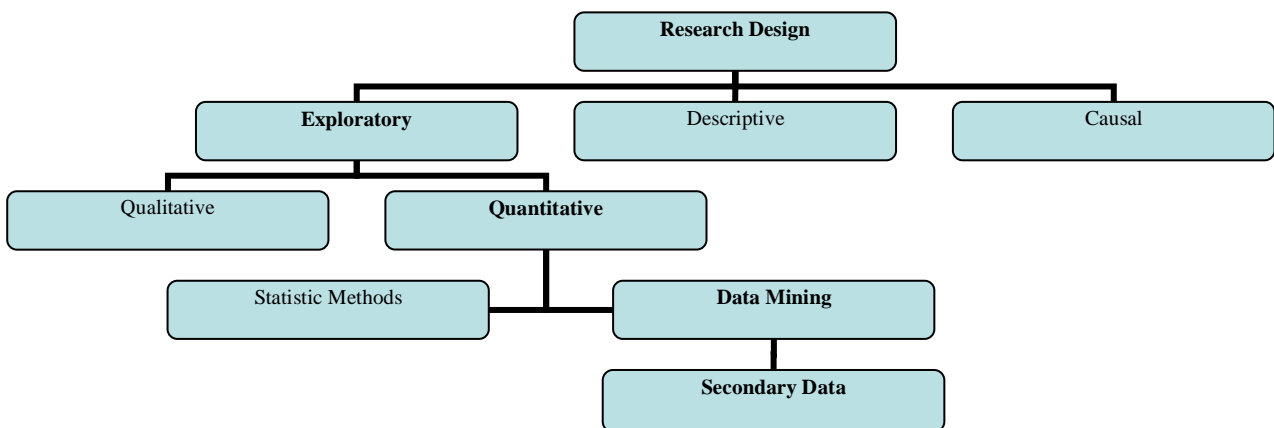 Research Design
Exploratory
Descriptive
Causal
Qualitative
Quantitative
Statistic Methods
Data Mining
Secondary Data